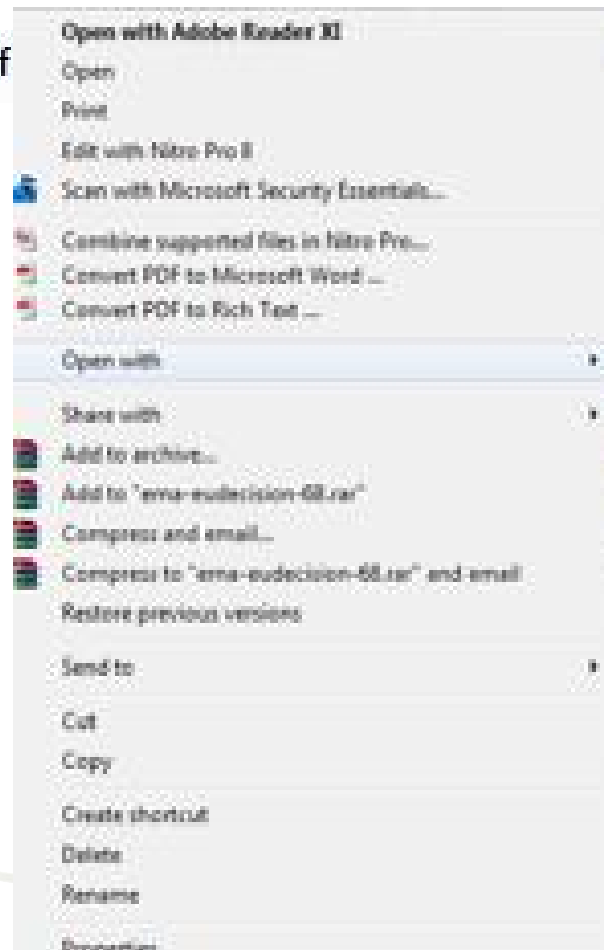 Open with Adobe Reader XI
f
Open
Print
Edit with Nitro Pro 8
Scan with Microsoft Security Essentials...
Combine supported files in Nitro Pro...
Convert PDF to Microsoft Word ...
Convert PDF to Rich Text ...
Open with
Share with
Add to archive...
Add to "ema-eudecision-68.rar"
Compress and email...
Compress to "ema-eudecision-68.rar" and email
Restore previous versions
Send to
Cut
Copy
Create shortcut
Delete
Rename
Properties